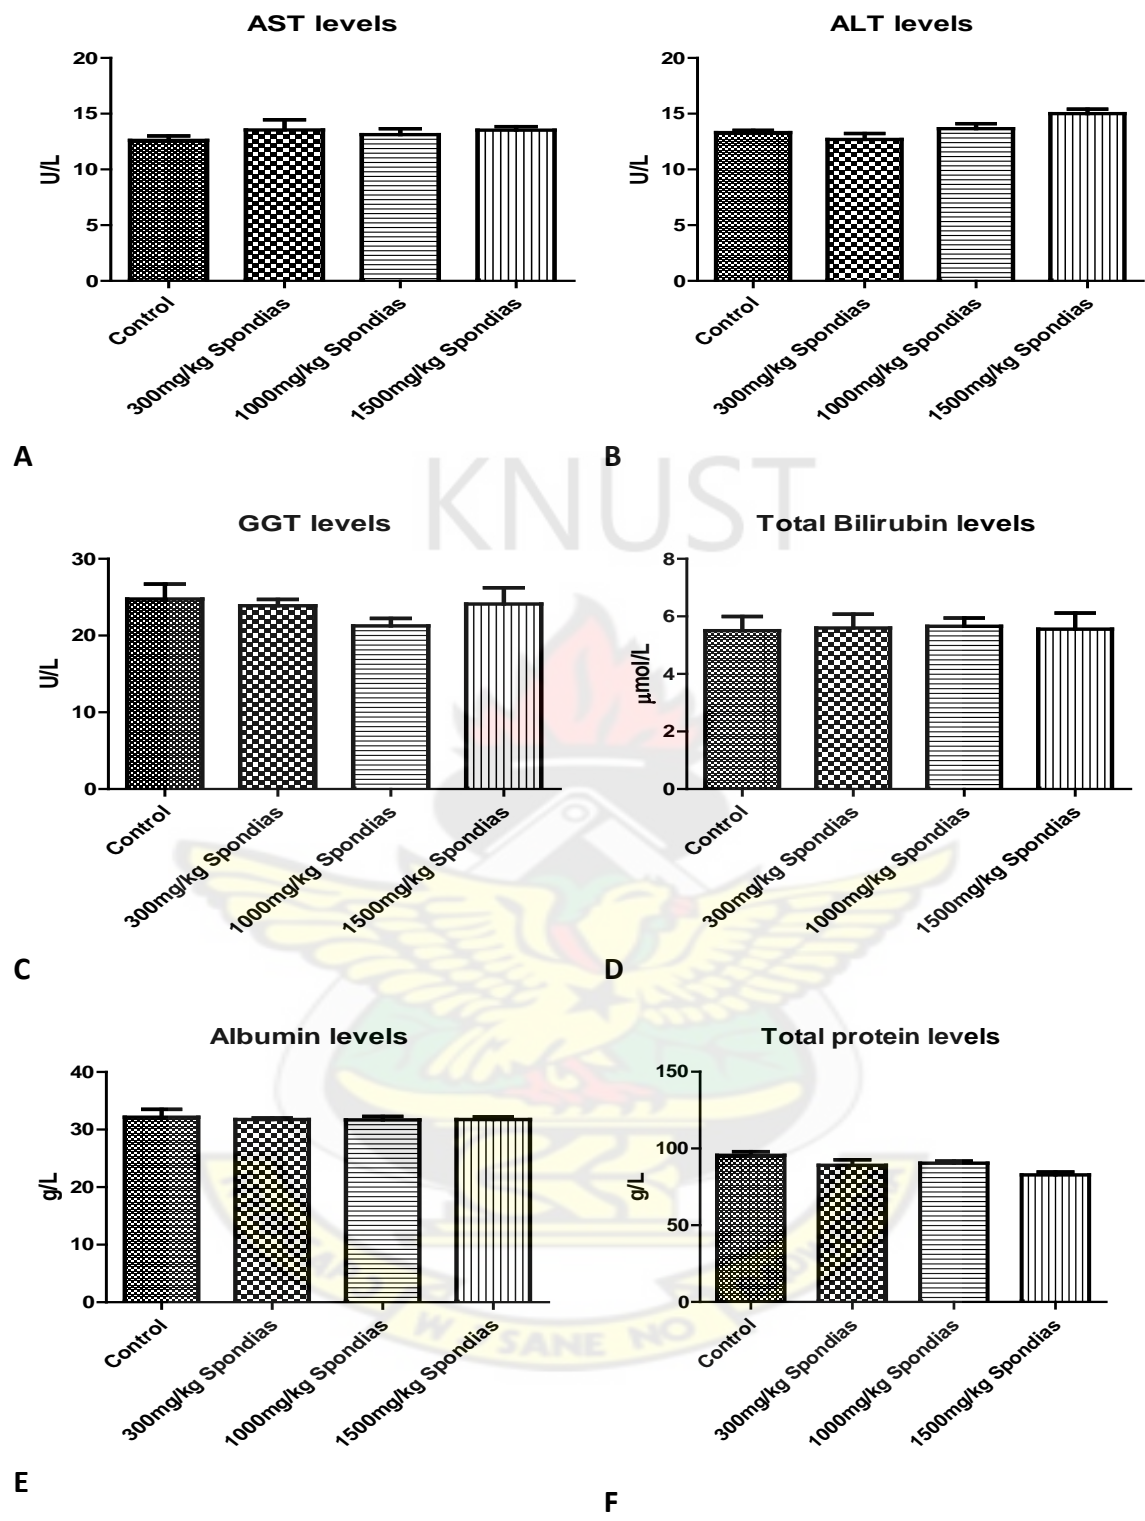 AST levels
20
15
10
5
0
U/L
Control
300mg/kg Spondias
1000mg/kg Spondias
1500mg/kg Spondias
A
ALT levels
20
15
10
5
0
U/L
Control
300mg/kg Spondias
1000mg/kg Spondias
1500mg/kg Spondias
B
KNUST
GGT levels
30
20
10
0
U/L
Control
300mg/kg Spondias
1000mg/kg Spondias
1500mg/kg Spondias
C
Total Bilirubin levels
8
6
4
2
0
µmol/L
Control
300mg/kg Spondias
1000mg/kg Spondias
1500mg/kg Spondias
D
Albumin levels
40
30
20
10
0
g/L
Control
300mg/kg Spondias
1000mg/kg Spondias
1500mg/kg Spondias
E
Total protein levels
150
100
50
0
g/L
Control
300mg/kg Spondias
1000mg/kg Spondias
1500mg/kg Spondias
F
SANE NO